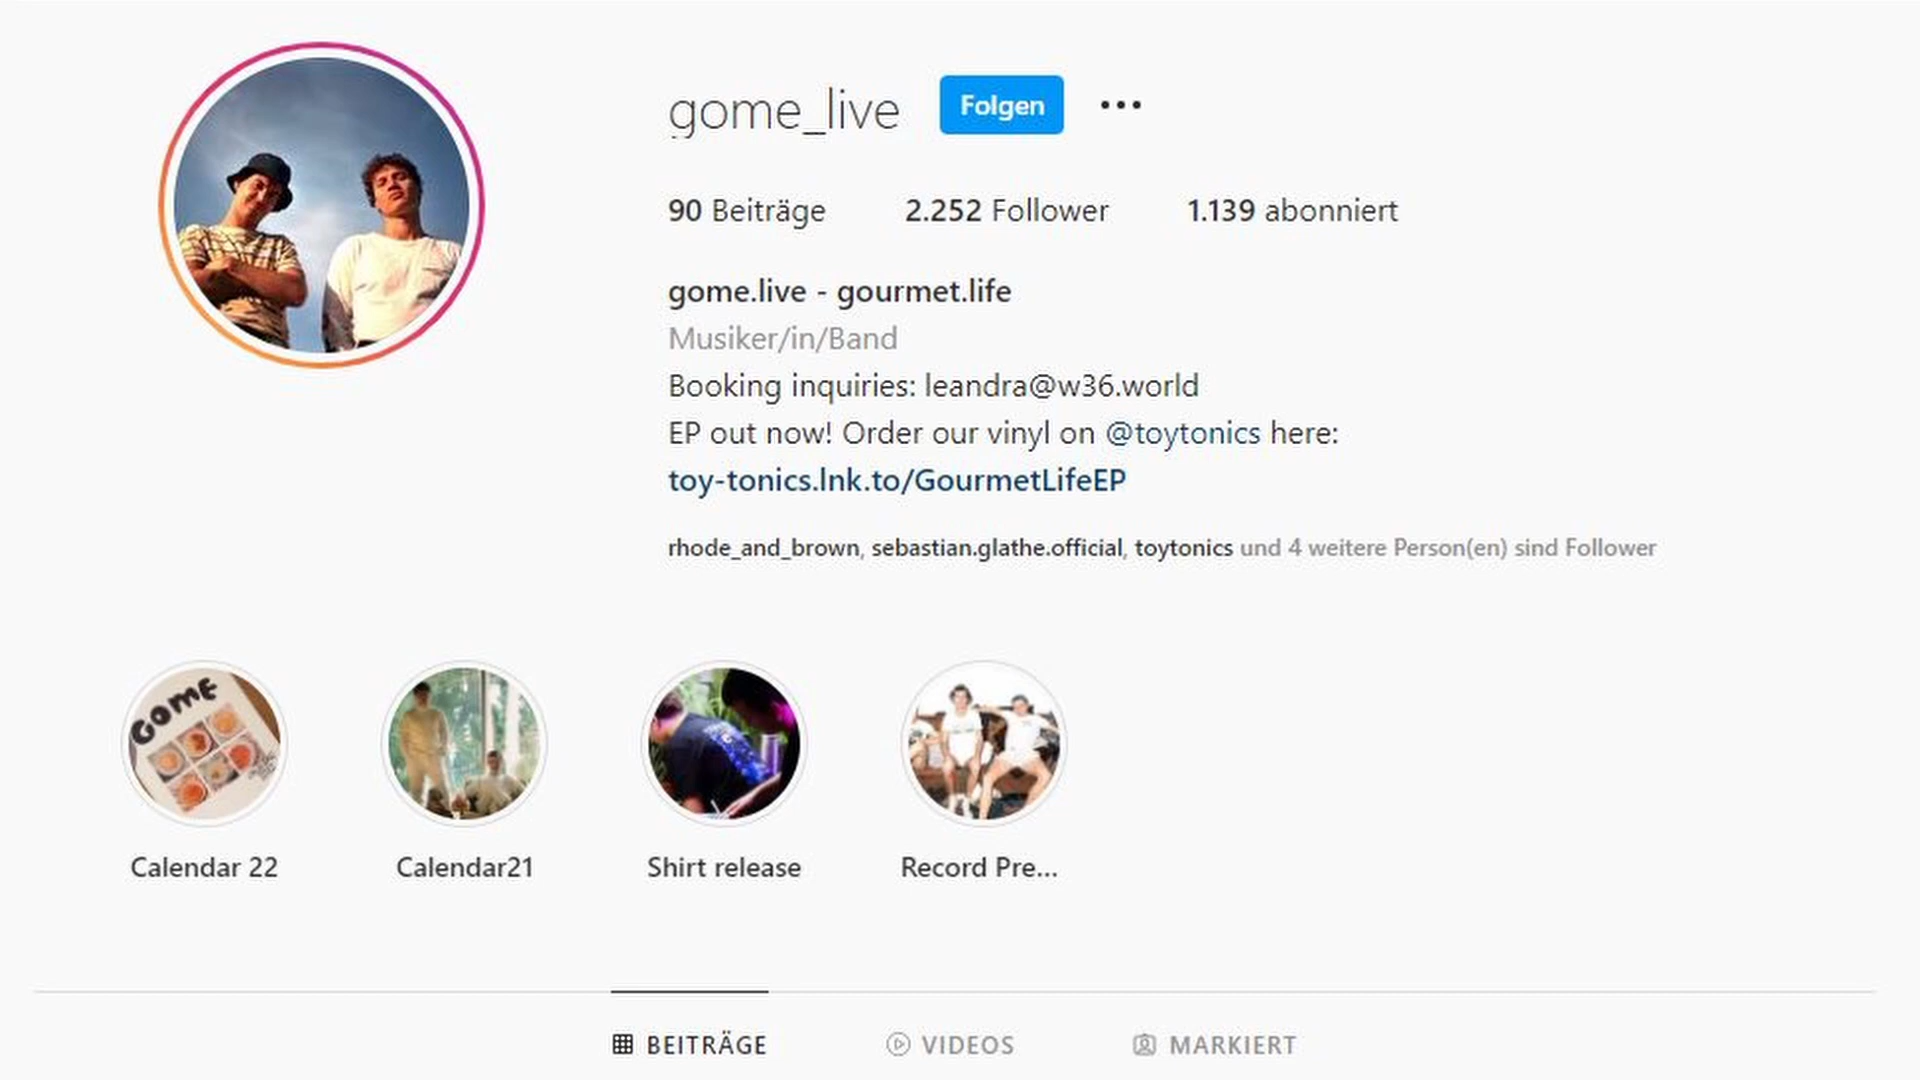 gome_live Folgen
90 Beiträge 2.252 Follower 1.139 abonniert
gome.live - gourmet.life
Musiker/in/Band
Booking inquiries: leandra@w36.world
EP out now! Order our vinyl on @toytonics here:
toy-tonics.lnk.to/GourmetLifeEP
rhode_and_brown, sebastian.glathe.official, toytonics und 4 weitere Person(en) sind Follower
GOME
Calendar 22 Calendar21 Shirt release Record Pre...
BEITRÄGE VIDEOS MARKIERT